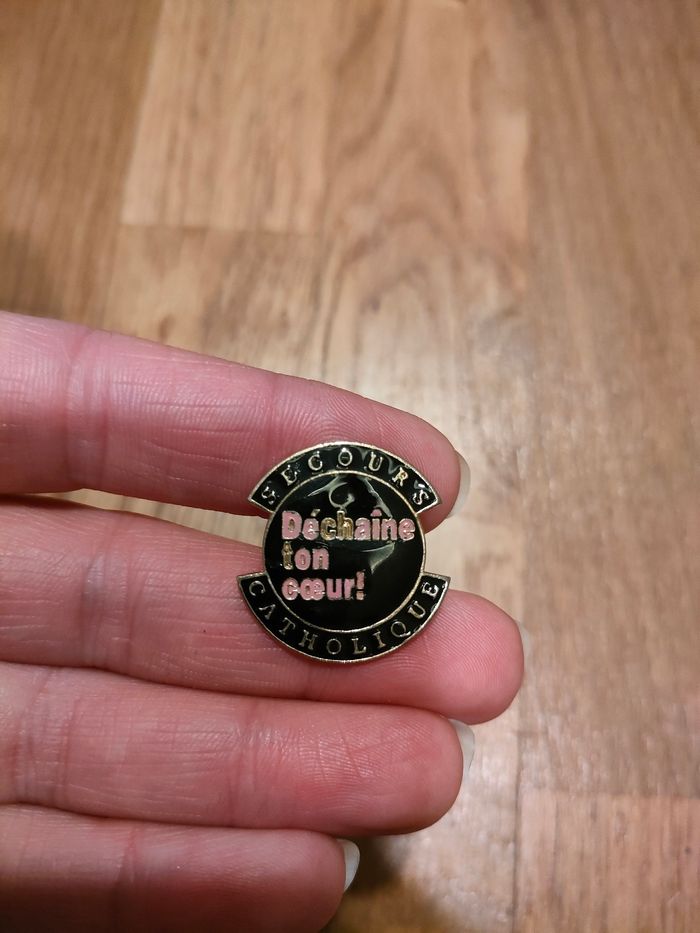 SECOURS
Déchaîne
ton
cœur!
CATHOLIQUE